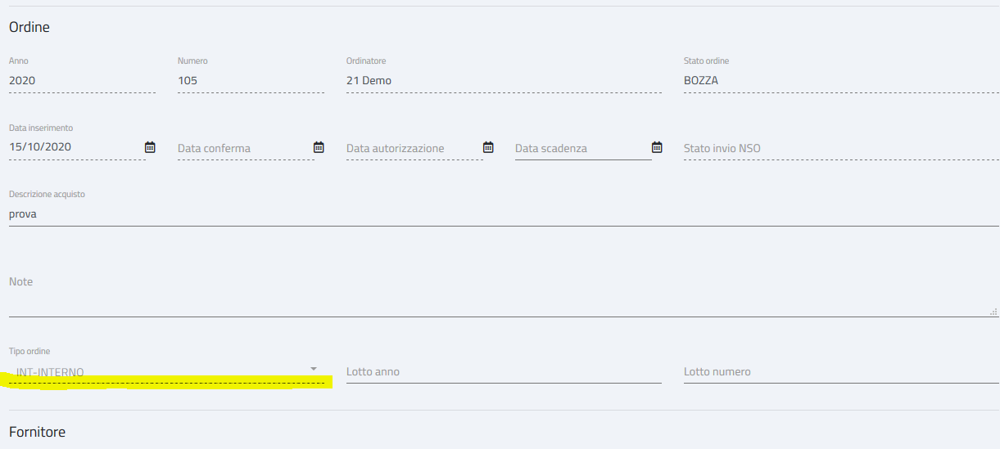 Ordine
Anno Numero Ordinatore Stato ordine
2020 105 21 Demo BOZZA
Data inserimento
15/10/2020 Data conferma Data autorizzazione Data scadenza Stato invio NSO
Descrizione acquisto
prova
Note
Tipo ordine
INT-INTERNO Lotto anno Lotto numero
Fornitore